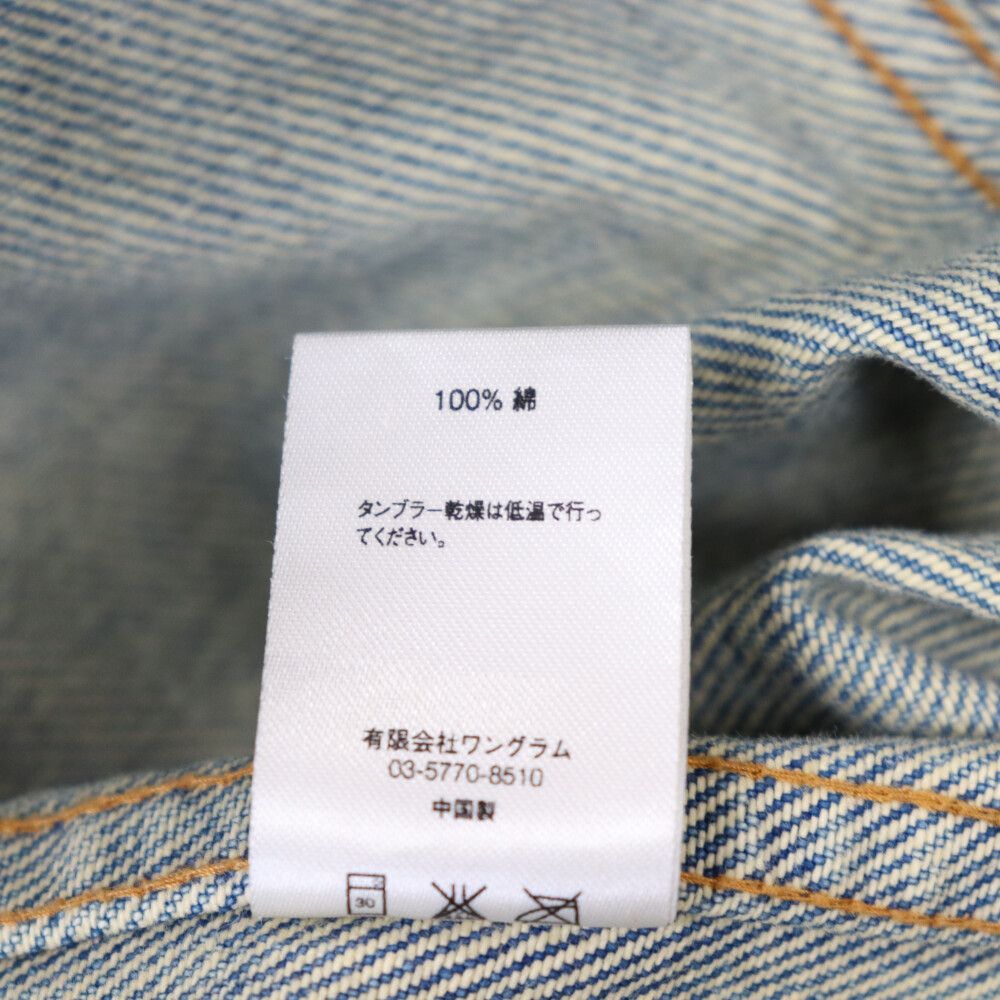 100% 綿
タンブラー乾燥は低温で行っ
てください。
有限会社ワングラム
03-5770-8510
中国製
30